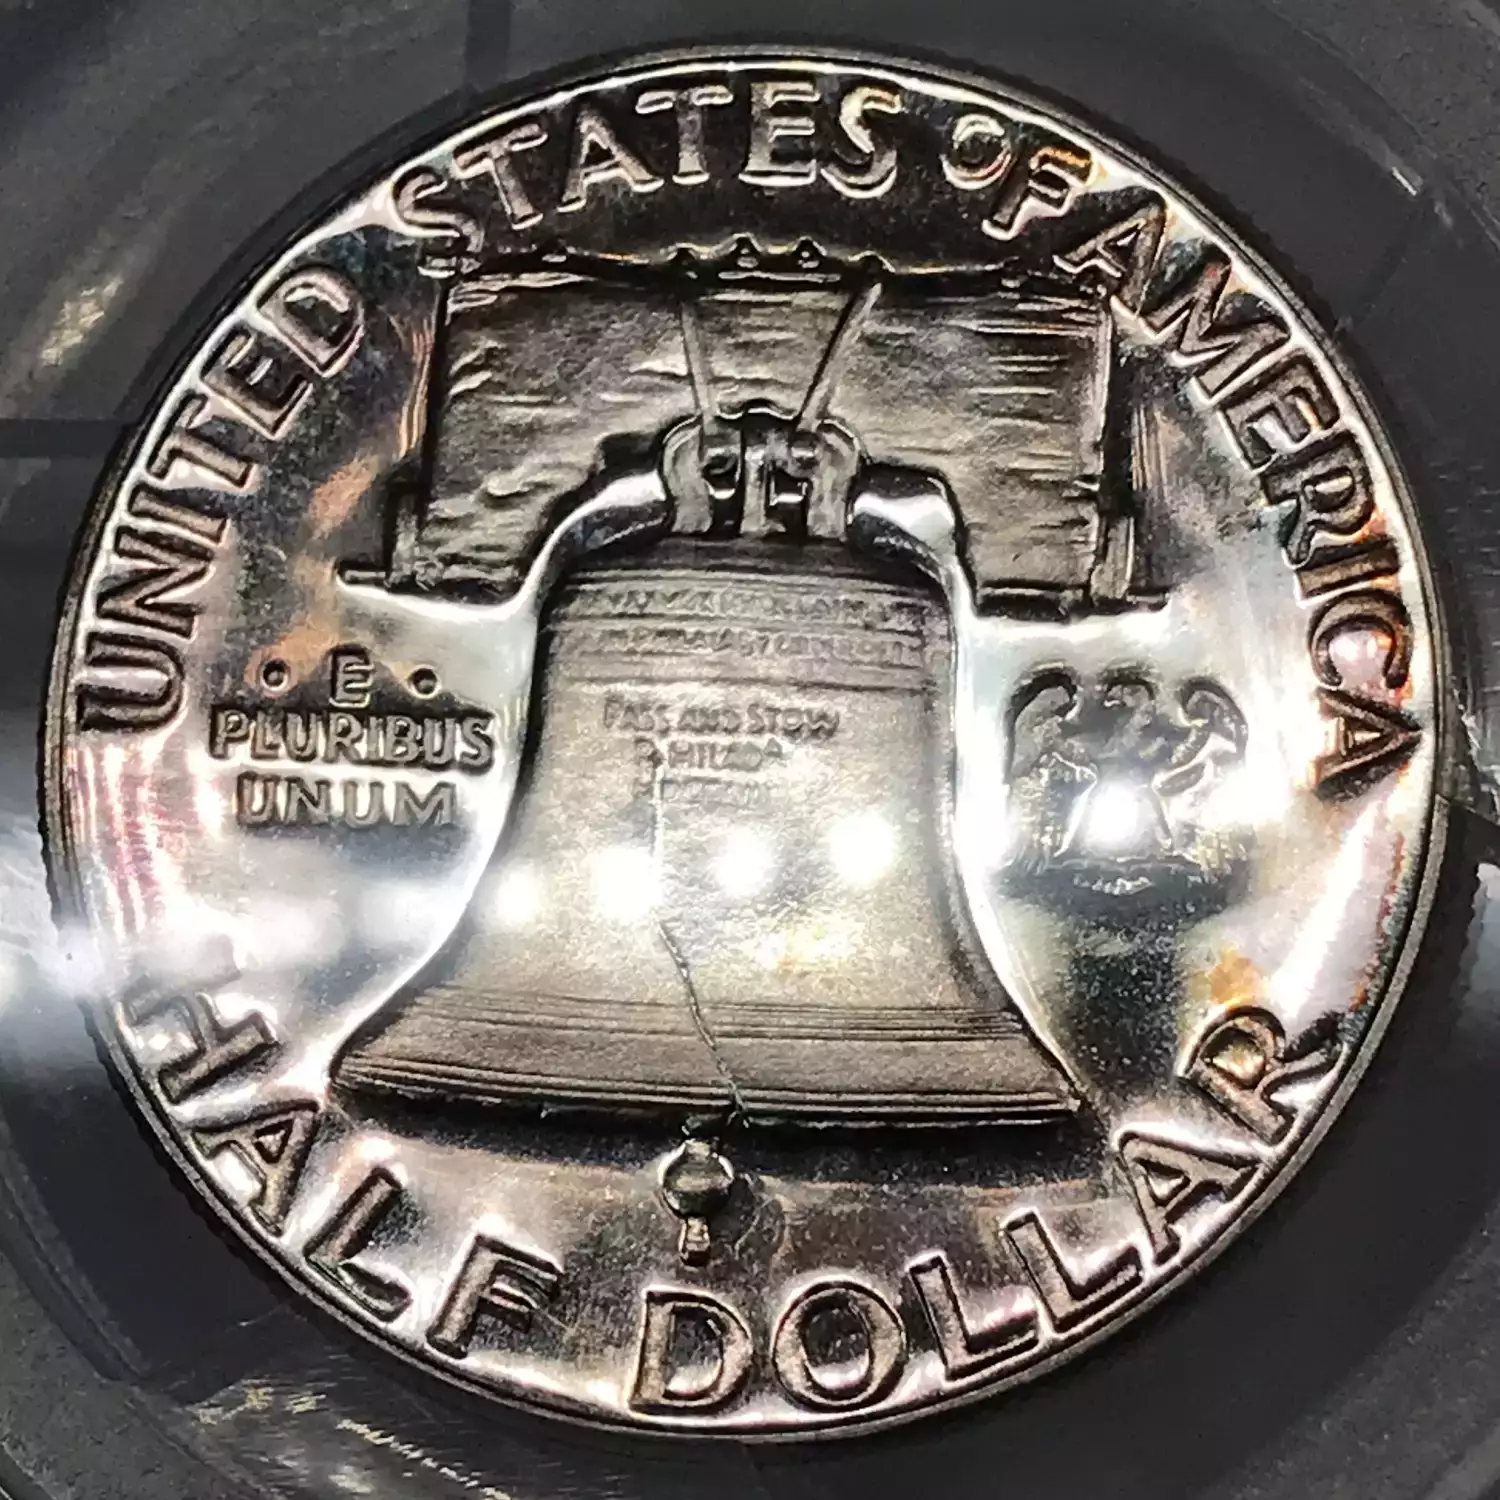 UNITED STATES OF AMERICA
· E ·
PLURIBUS
UNUM
PASS AND STOW
HALF DOLLAR